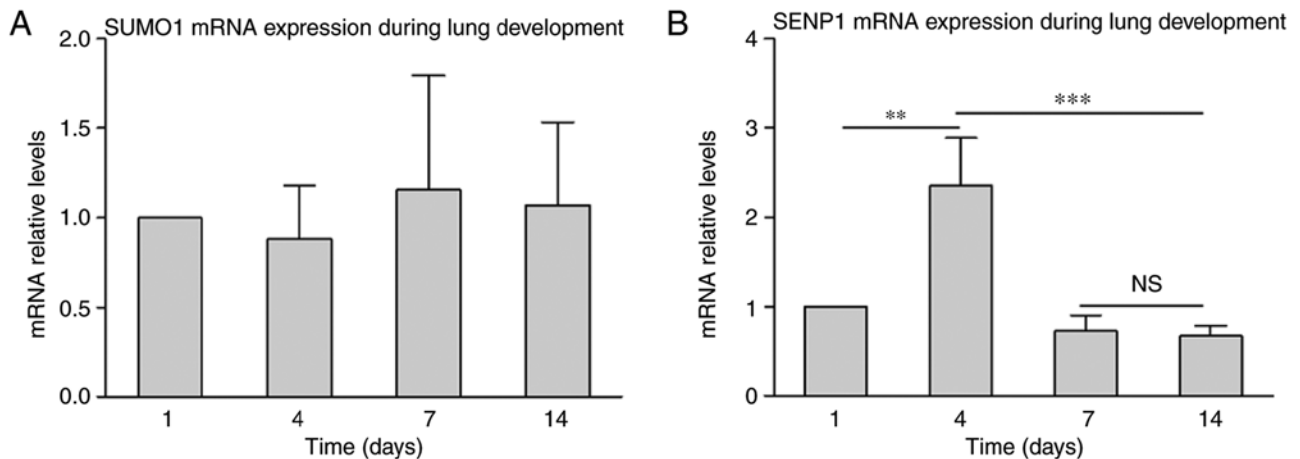 A
SUMO1 mRNA expression during lung development
2.0
1.5
1.0
0.5
0.0
mRNA relative levels
1 4 7 14
Time (days)
B
SENP1 mRNA expression during lung development
4
3
2
1
0
mRNA relative levels
**
***
NS
1 4 7 14
Time (days)